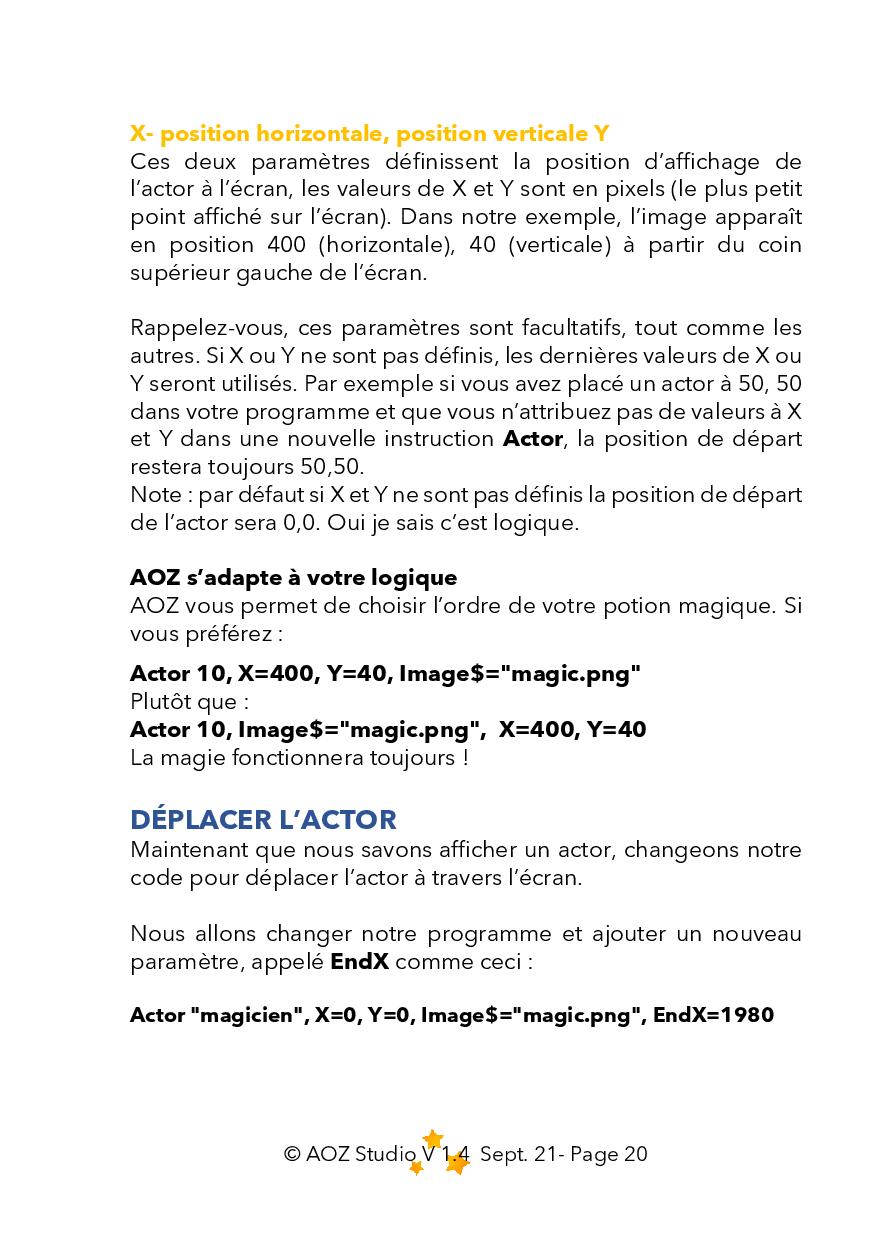 X- position horizontale, position verticale Y
Ces deux paramètres définissent la position d’affichage de
l’actor à l’écran, les valeurs de X et Y sont en pixels (le plus petit
point affiché sur l’écran). Dans notre exemple, l’image apparaît
en position 400 (horizontale), 40 (verticale) à partir du coin
supérieur gauche de l’écran.
Rappelez-vous, ces paramètres sont facultatifs, tout comme les
autres. Si X ou Y ne sont pas définis, les dernières valeurs de X ou
Y seront utilisés. Par exemple si vous avez placé un actor à 50, 50
dans votre programme et que vous n’attribuez pas de valeurs à X
et Y dans une nouvelle instruction Actor, la position de départ
restera toujours 50,50.
Note : par défaut si X et Y ne sont pas définis la position de départ
de l’actor sera 0,0. Oui je sais c’est logique.
AOZ s’adapte à votre logique
AOZ vous permet de choisir l’ordre de votre potion magique. Si
vous préférez :
Actor 10, X=400, Y=40, Image$="magic.png"
Plutôt que :
Actor 10, Image$="magic.png",  X=400, Y=40
La magie fonctionnera toujours !
DÉPLACER L’ACTOR
Maintenant que nous savons afficher un actor, changeons notre
code pour déplacer l’actor à travers l’écran.
Nous allons changer notre programme et ajouter un nouveau
paramètre, appelé EndX comme ceci :
Actor "magicien", X=0, Y=0, Image$="magic.png", EndX=1980
© AOZ Studio V 1.4  Sept. 21- Page 20